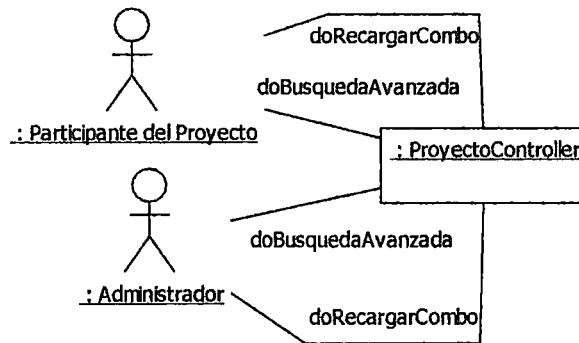 doRecargarCombo
doBusquedaAvanzada
: Participante del Proyecto
: ProyectoController
doBusquedaAvanzada
: Administrador
doRecargarCombo